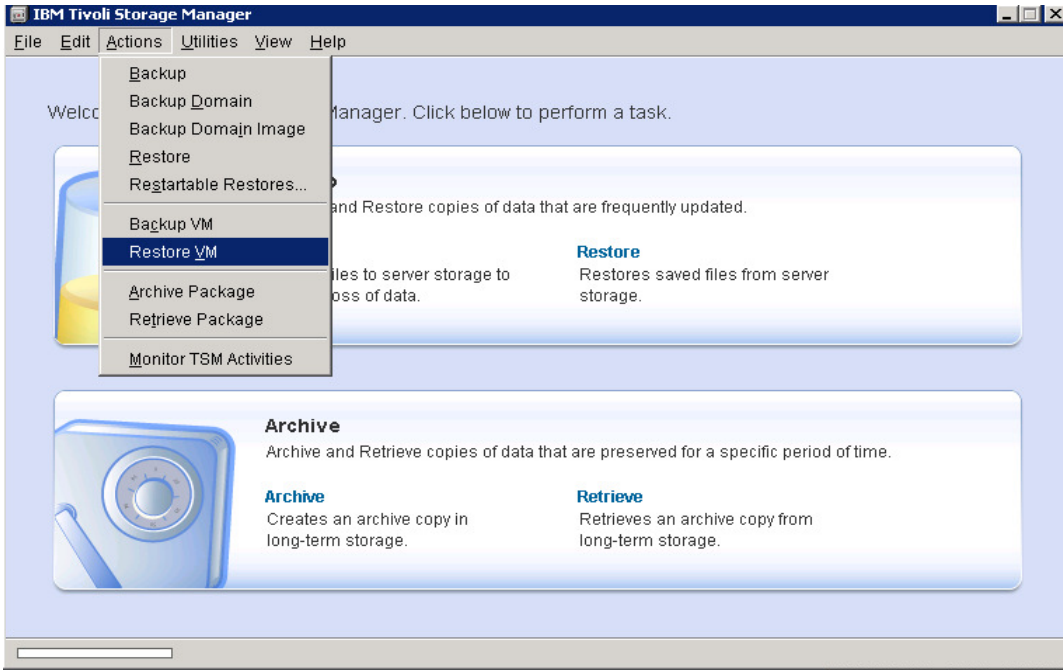 IBM Tivoli Storage Manager
File Edit Actions Utilities View Help
Backup
Backup Domain
Backup Domain Image
Restore
Restartable Restores...
Backup VM
Restore VM
Archive Package
Retrieve Package
Monitor TSM Activities
Manager. Click below to perform a task.
and Restore copies of data that are frequently updated.
to server storage to
of data.
Restore
Restores saved files from server
storage.
Archive
Archive and Retrieve copies of data that are preserved for a specific period of time.
Archive
Creates an archive copy in
long-term storage.
Retrieve
Retrieves an archive copy from
long-term storage.